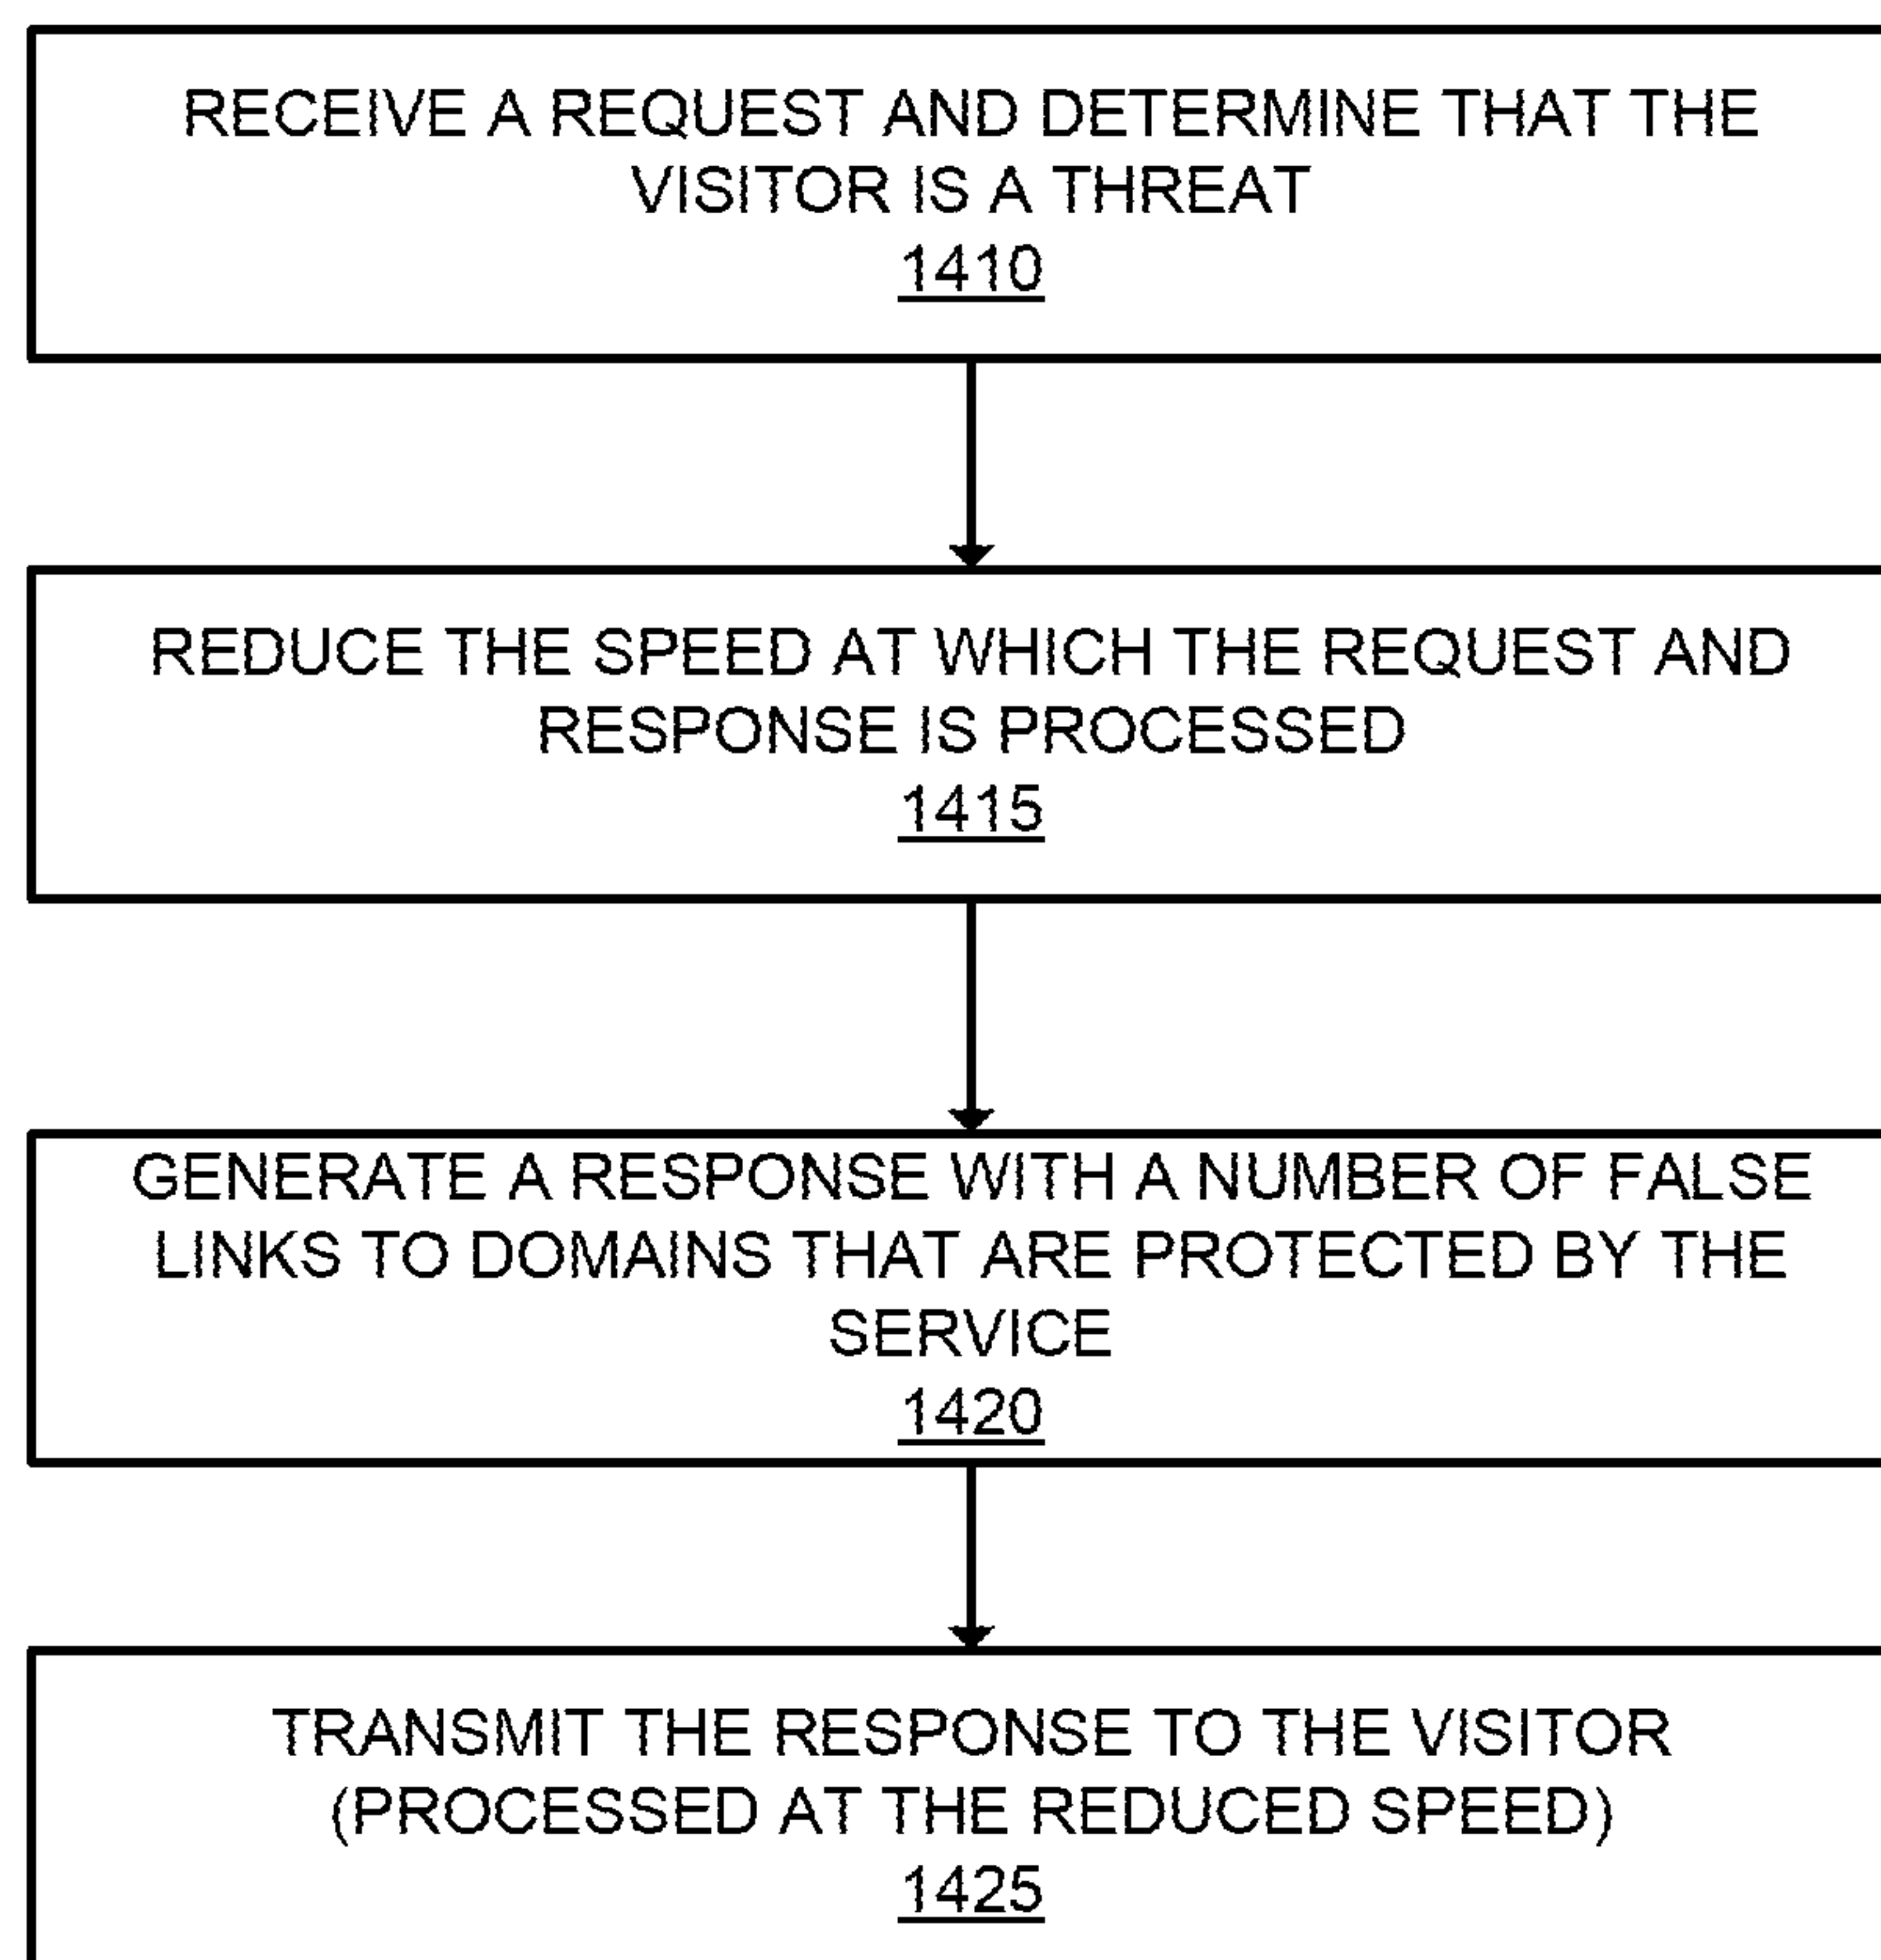 RECEIVE A REQUEST AND DETERMINE THAT THE
VISITOR IS A THREAT
1410
REDUCE THE SPEED AT WHICH THE REQUEST AND
RESPONSE IS PROCESSED
1415
GENERATE A RESPONSE WITH A NUMBER OF FALSE
LINKS TO DOMAINS THAT ARE PROTECTED BY THE
SERVICE
1420
TRANSMIT THE RESPONSE TO THE VISITOR
(PROCESSED AT THE REDUCED SPEED)
1425